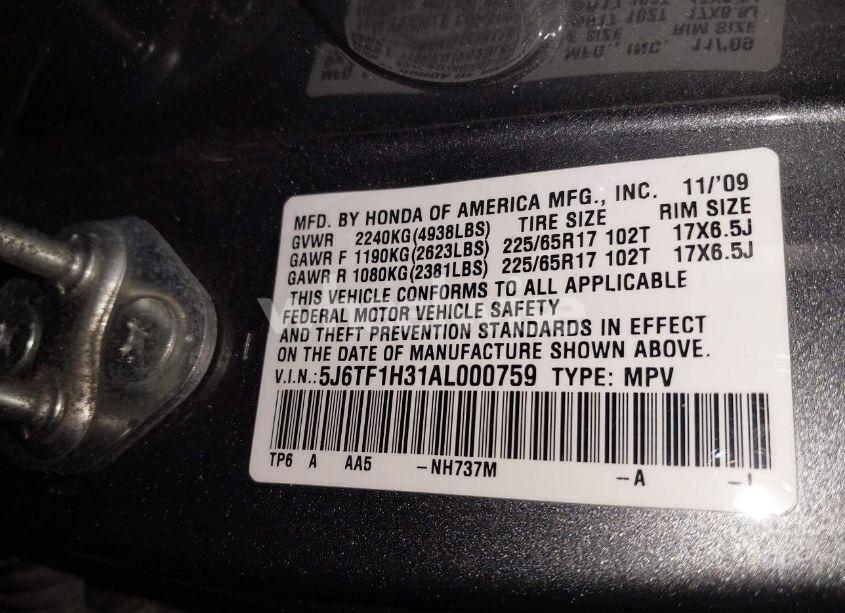 MFD. BY HONDA OF AMERICA MFG., INC. 11/'09
GVWR 2240KG(4938LBS) TIRE SIZE RIM SIZE
GAWR F 1190KG(2623LBS) 225/65R17 102T 17X6.5J
GAWR R 1080KG(2381LBS) 225/65R17 102T 17X6.5J
THIS VEHICLE CONFORMS TO ALL APPLICABLE
FEDERAL MOTOR VEHICLE SAFETY
AND THEFT PREVENTION STANDARDS IN EFFECT
ON THE DATE OF MANUFACTURE SHOWN ABOVE.
V.I.N.:5J6TF1H31AL000759 TYPE: MPV
TP6 A AA5 -NH737M -A